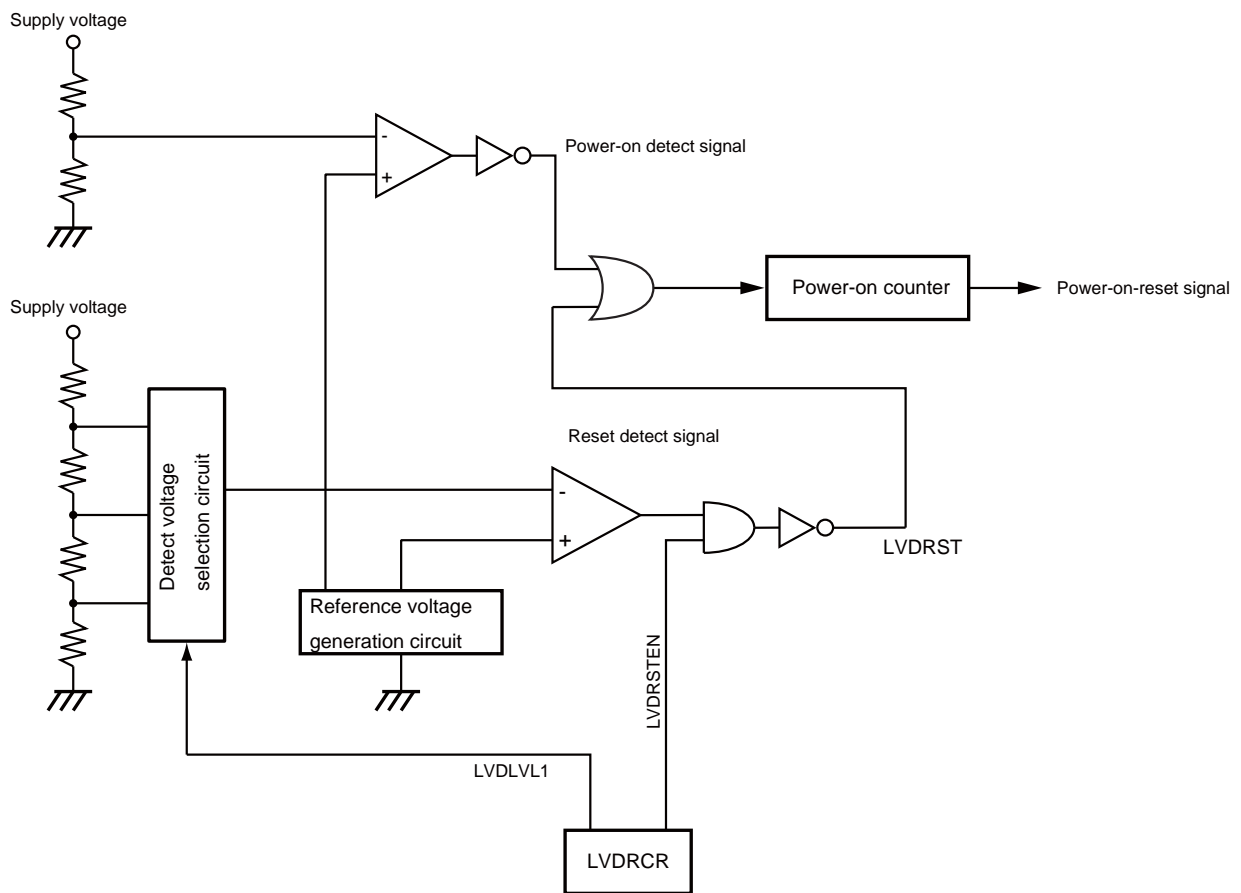 Supply voltage
-
+
Power-on detect signal
Power-on counter
Power-on-reset signal
Supply voltage
Detect voltage
selection circuit
Reset detect signal
-
+
LVDRST
Reference voltage
generation circuit
LVDRSTEN
LVDLVL1
LVDRCR